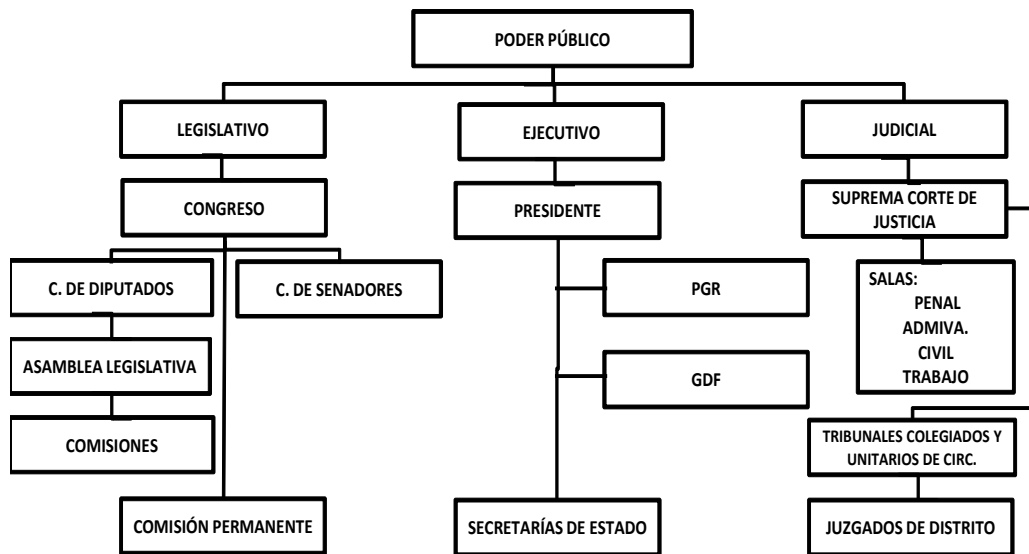 PODER PÚBLICO
LEGISLATIVO
EJECUTIVO
JUDICIAL
CONGRESO
PRESIDENTE
SUPREMA CORTE DE
JUSTICIA
C. DE DIPUTADOS
C. DE SENADORES
PGR
SALAS:
PENAL
ADMIVA.
CIVIL
TRABAJO
ASAMBLEA LEGISLATIVA
GDF
COMISIONES
TRIBUNALES COLEGIADOS Y
UNITARIOS DE CIRC.
COMISIÓN PERMANENTE
SECRETARÍAS DE ESTADO
JUZGADOS DE DISTRITO